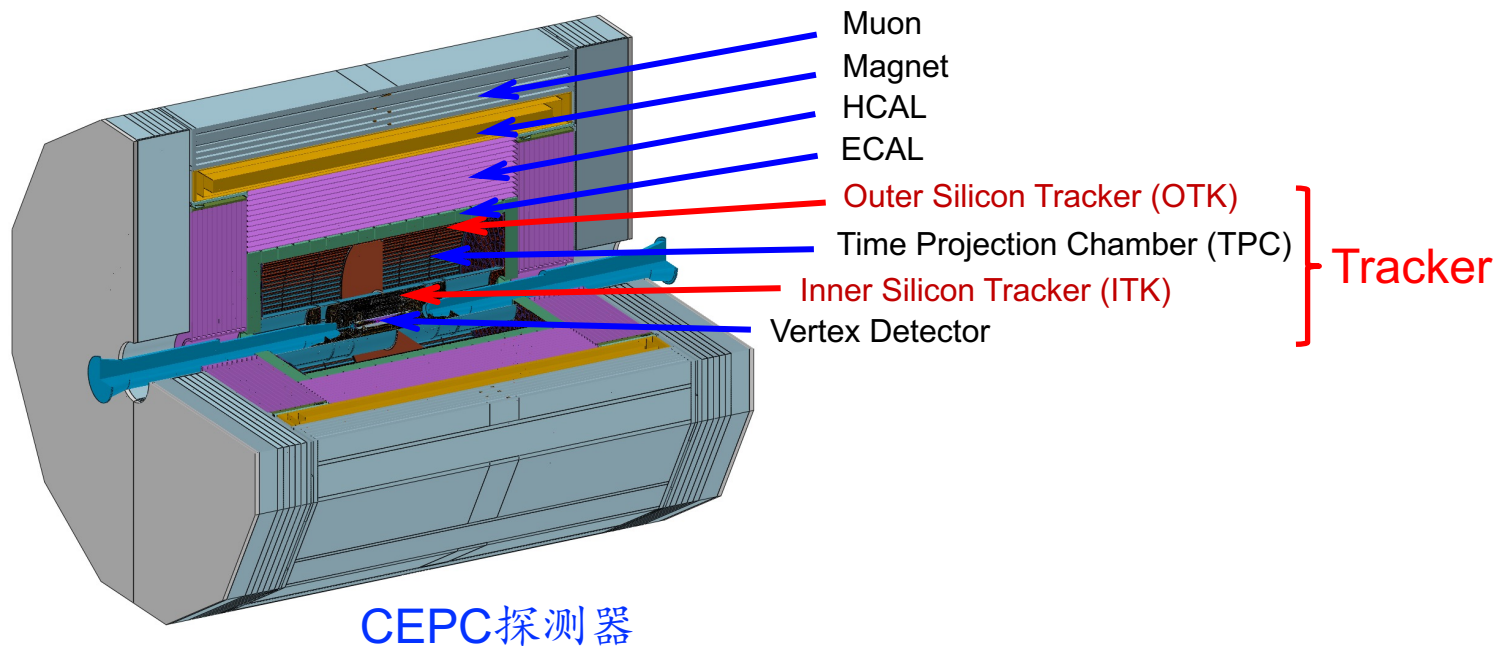 Muon
Magnet
HCAL
ECAL
Outer Silicon Tracker (OTK)
Time Projection Chamber (TPC)
Inner Silicon Tracker (ITK)
Vertex Detector
Tracker
CEPC探测器